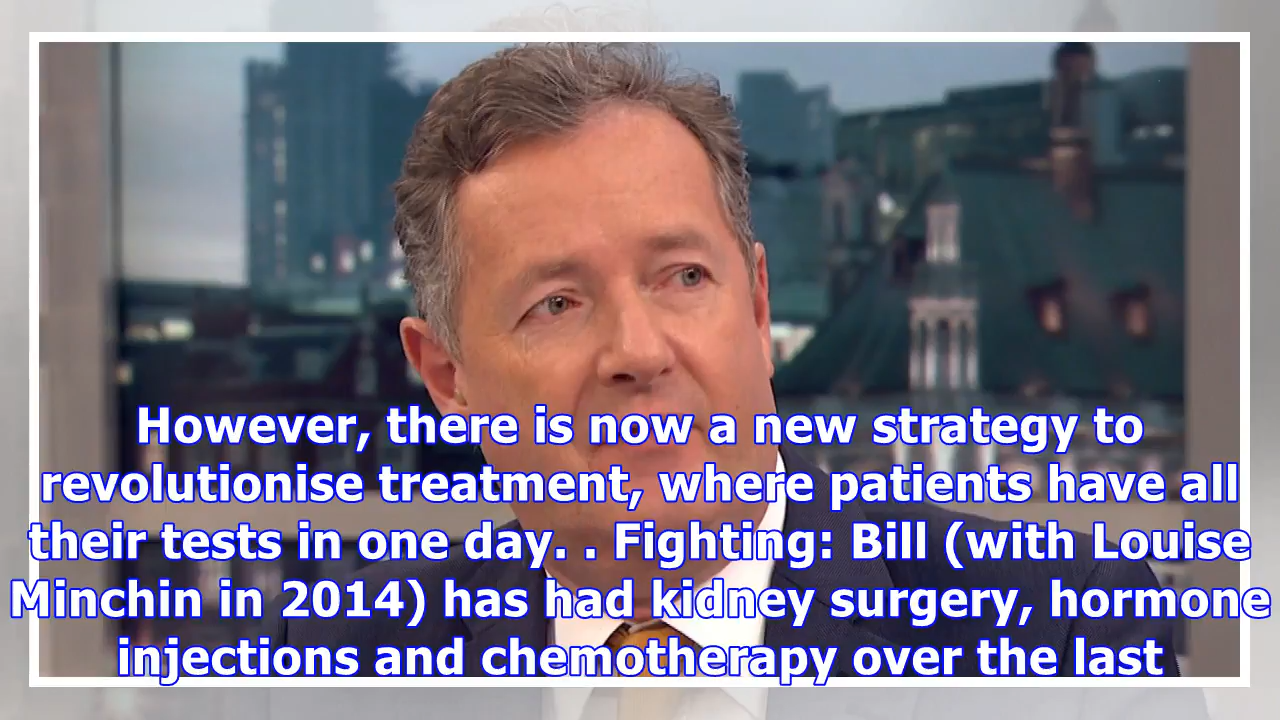 However, there is now a new strategy to
revolutionise treatment, where patients have all
their tests in one day. . Fighting: Bill (with Louise
Minchin in 2014) has had kidney surgery, hormone
injections and chemotherapy over the last